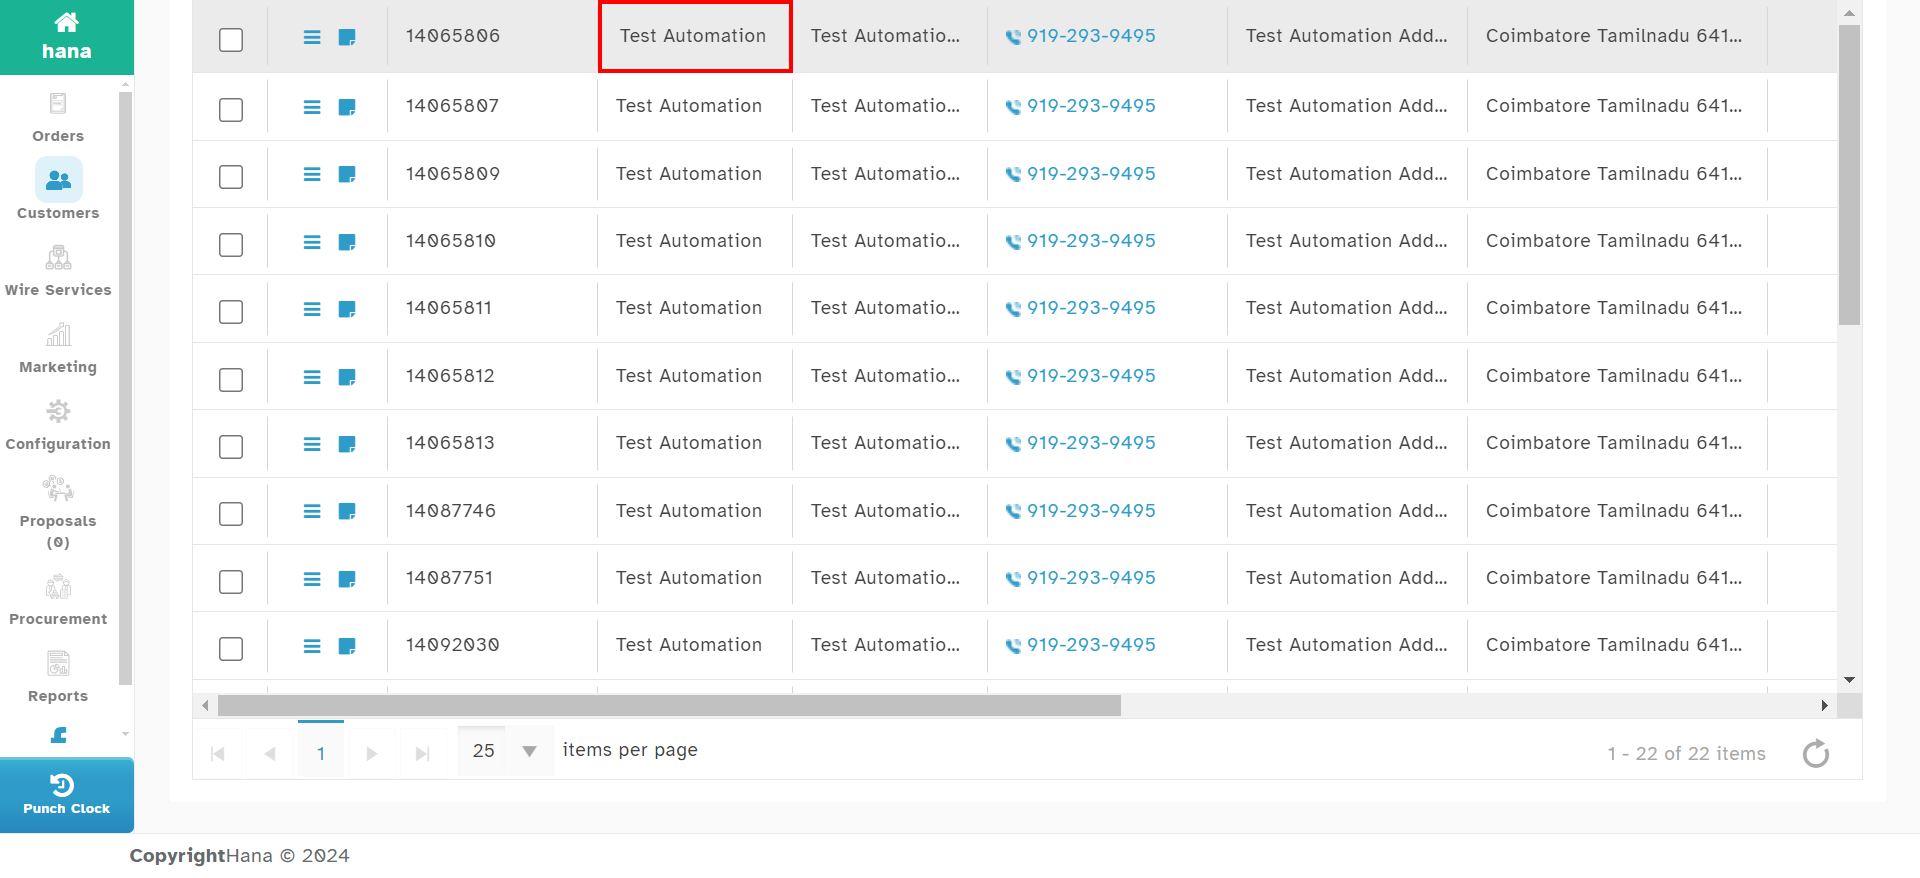 hana
Orders
Customers
Wire Services
Marketing
Configuration
Proposals
(0)
Procurement
Reports
Punch Clock
14065806 Test Automation Test Automatio... 919-293-9495 Test Automation Add... Coimbatore Tamilnadu 641...
14065807 Test Automation Test Automatio... 919-293-9495 Test Automation Add... Coimbatore Tamilnadu 641...
14065809 Test Automation Test Automatio... 919-293-9495 Test Automation Add... Coimbatore Tamilnadu 641...
14065810 Test Automation Test Automatio... 919-293-9495 Test Automation Add... Coimbatore Tamilnadu 641...
14065811 Test Automation Test Automatio... 919-293-9495 Test Automation Add... Coimbatore Tamilnadu 641...
14065812 Test Automation Test Automatio... 919-293-9495 Test Automation Add... Coimbatore Tamilnadu 641...
14065813 Test Automation Test Automatio... 919-293-9495 Test Automation Add... Coimbatore Tamilnadu 641...
14087746 Test Automation Test Automatio... 919-293-9495 Test Automation Add... Coimbatore Tamilnadu 641...
14087751 Test Automation Test Automatio... 919-293-9495 Test Automation Add... Coimbatore Tamilnadu 641...
14092030 Test Automation Test Automatio... 919-293-9495 Test Automation Add... Coimbatore Tamilnadu 641...
1 25 items per page 1 - 22 of 22 items
CopyrightHana © 2024